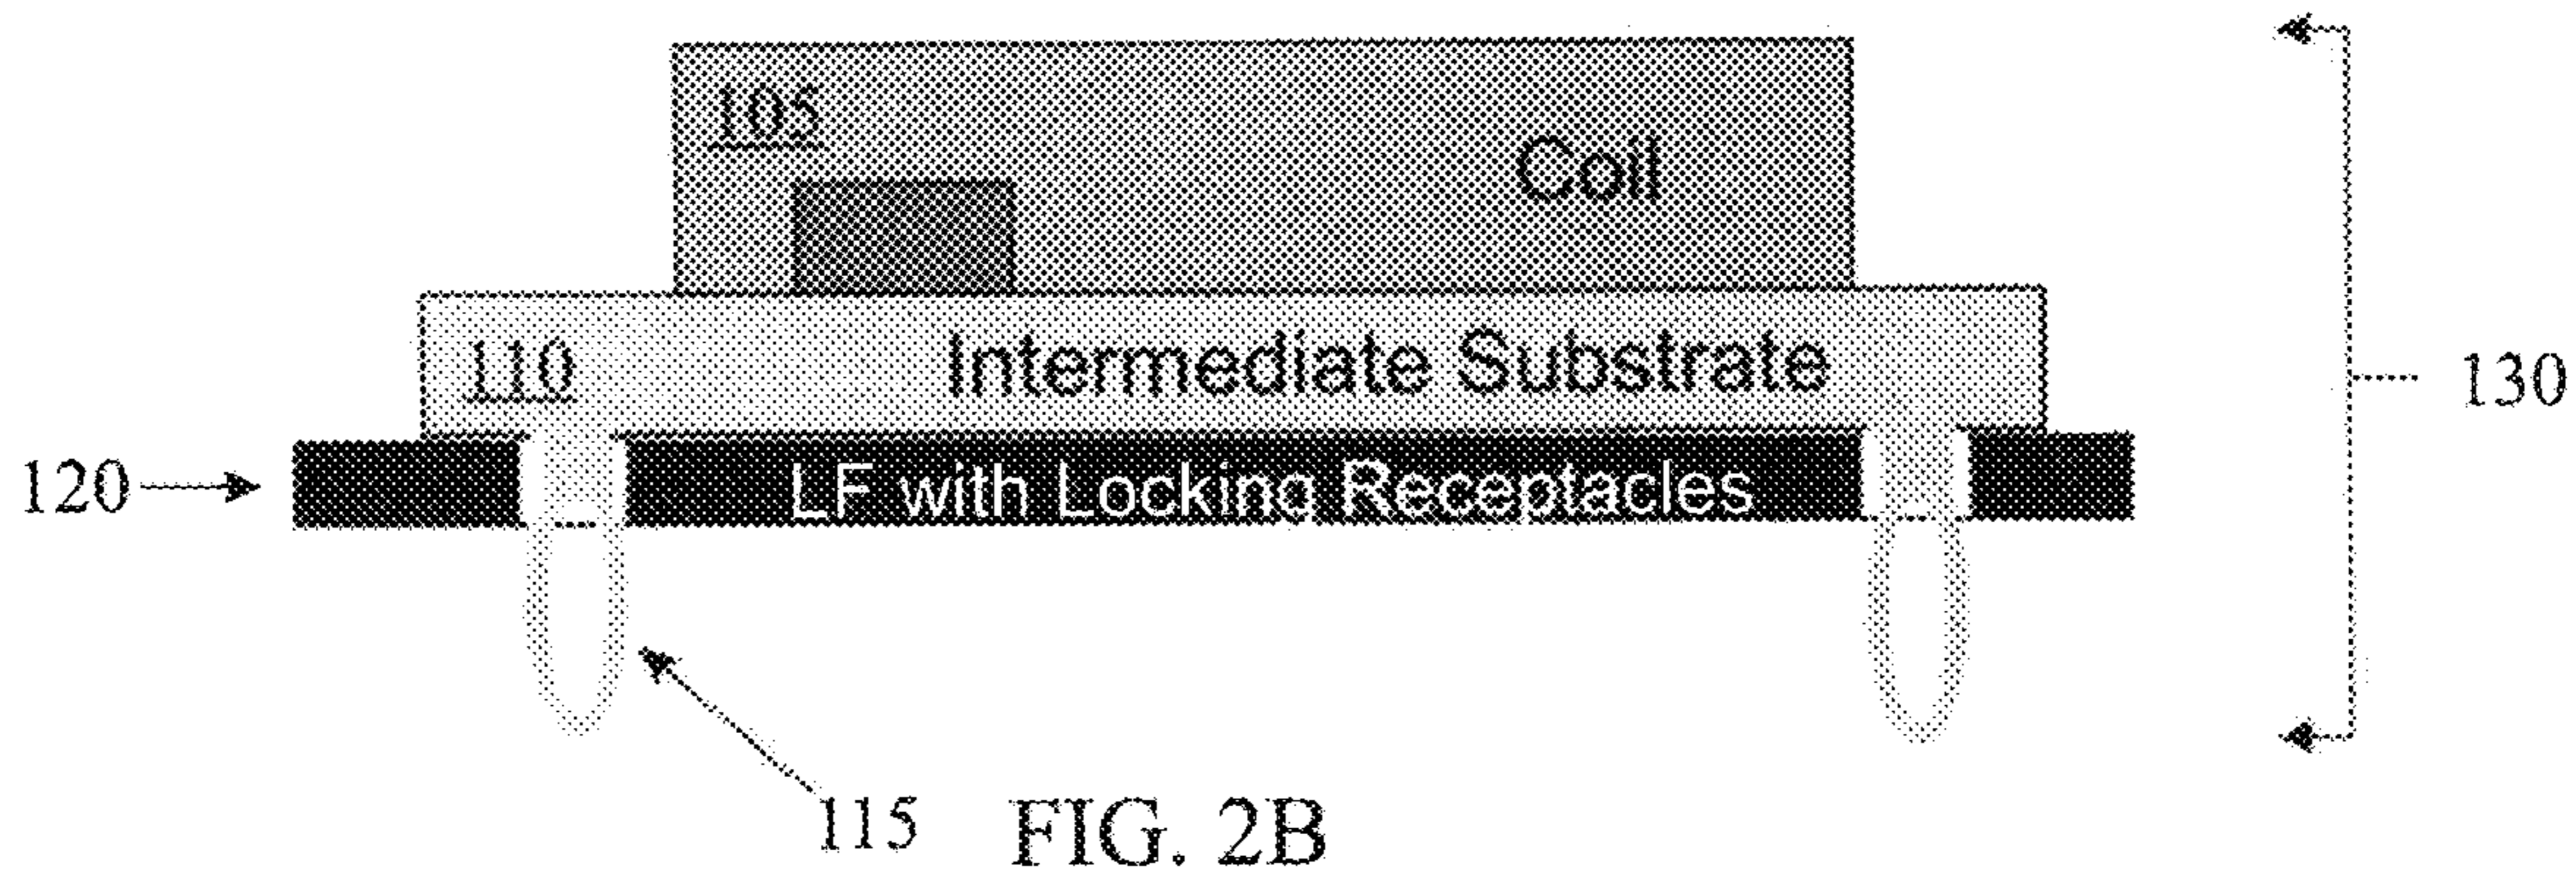 105
Coil
110
Intermediate Substrate
130
120
LF with Locking Receptacles
115
FIG. 2B